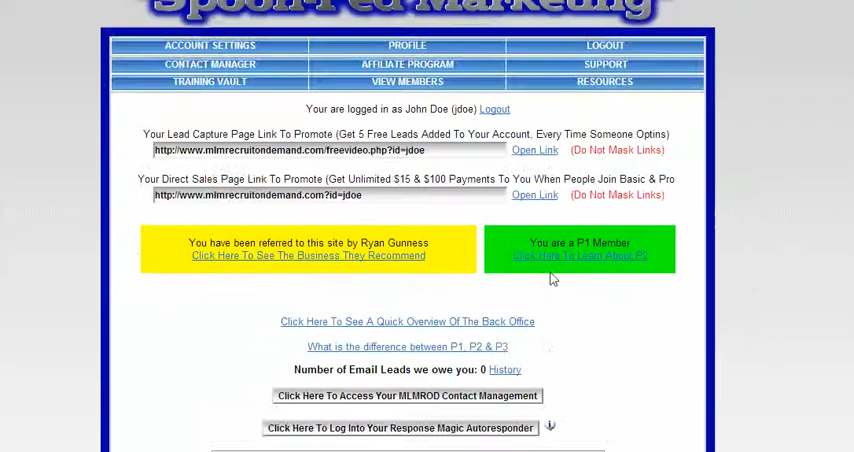 Spoon-Fed Marketing
ACCOUNT SETTINGS PROFILE LOGOUT
CONTACT MANAGER AFFILIATE PROGRAM SUPPORT
TRAINING VAULT VIEW MEMBERS RESOURCES
Your are logged in as John Doe (jdoe) Logout
Your Lead Capture Page Link To Promote (Get 5 Free Leads Added To Your Account, Every Time Someone Optins)
http://www.mlmrecruitondemand.com/freevideo.php?id=jdoe Open Link (Do Not Mask Links)
Your Direct Sales Page Link To Promote (Get Unlimited $15 & $100 Payments To You When People Join Basic & Pro
http://www.mlmrecruitondemand.com?id=jdoe Open Link (Do Not Mask Links)
You have been referred to this site by Ryan Gunness
Click Here To See The Business They Recommend
You are a P1 Member
Click Here To Learn About P2
Click Here To See A Quick Overview Of The Back Office
What is the difference between P1, P2 & P3
Number of Email Leads we owe you: 0 History
Click Here To Access Your MLMROD Contact Management
Click Here To Log Into Your Response Magic Autoresponder